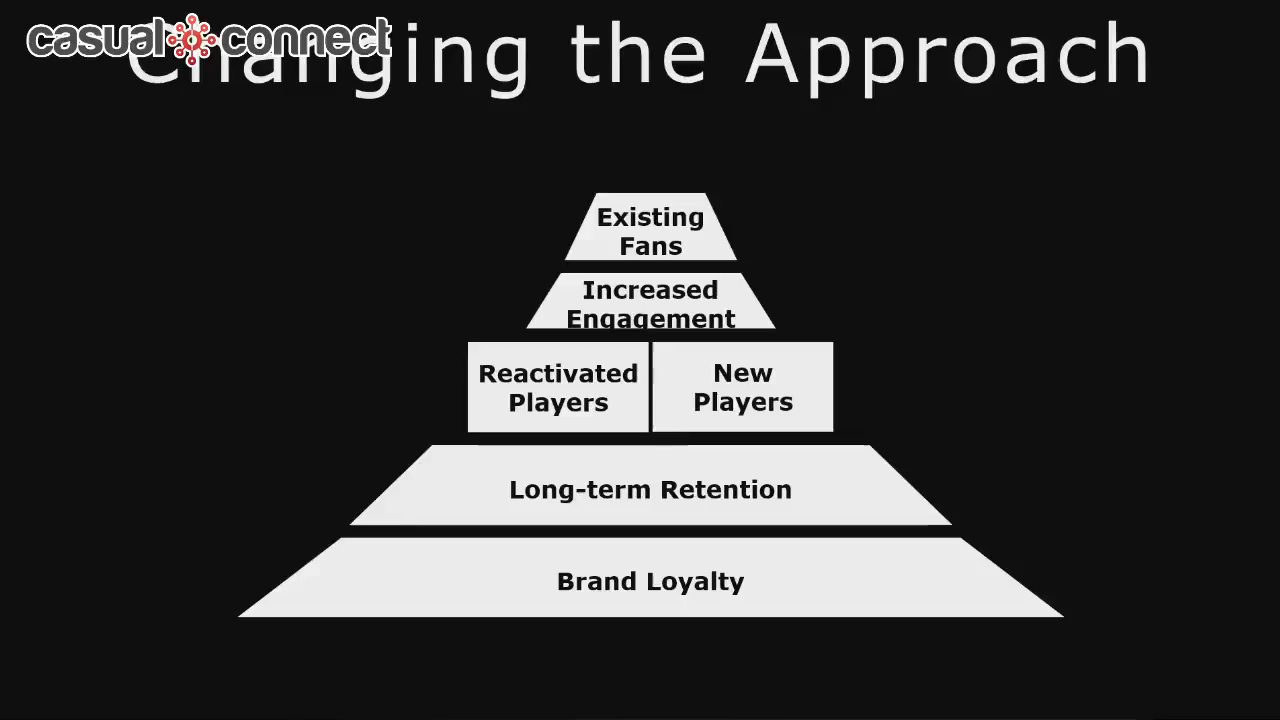 casual connect
Changing the Approach
Existing
Fans
Increased
Engagement
Reactivated
Players
New
Players
Long-term Retention
Brand Loyalty